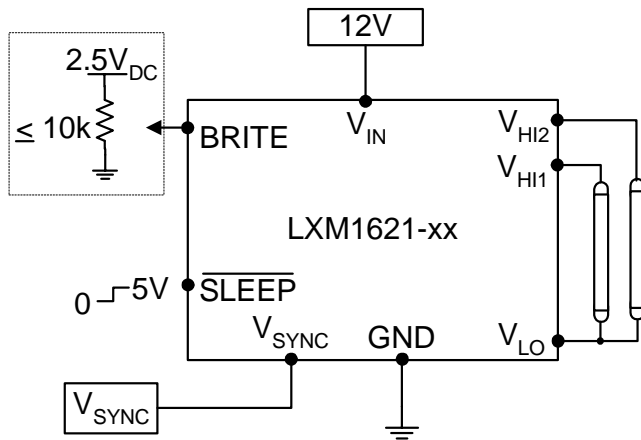 12V
2.5VDC
≤ 10k
BRITE
VIN
VHI2
VHI1
LXM1621-xx
0
5V
SLEEP
VSYNC
GND
VLO
VSYNC